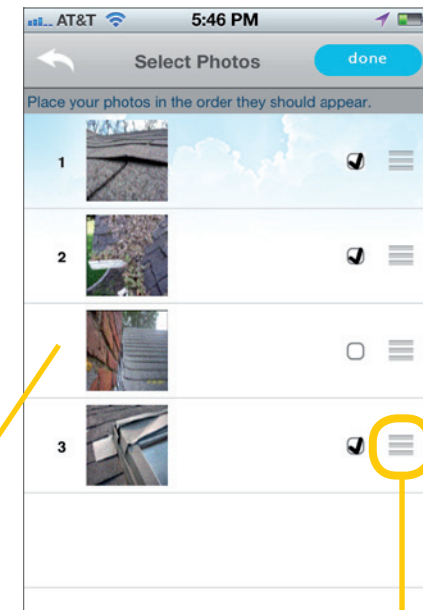 AT&T 5:46 PM
Select Photos
done
Place your photos in the order they should appear.
1
2
3